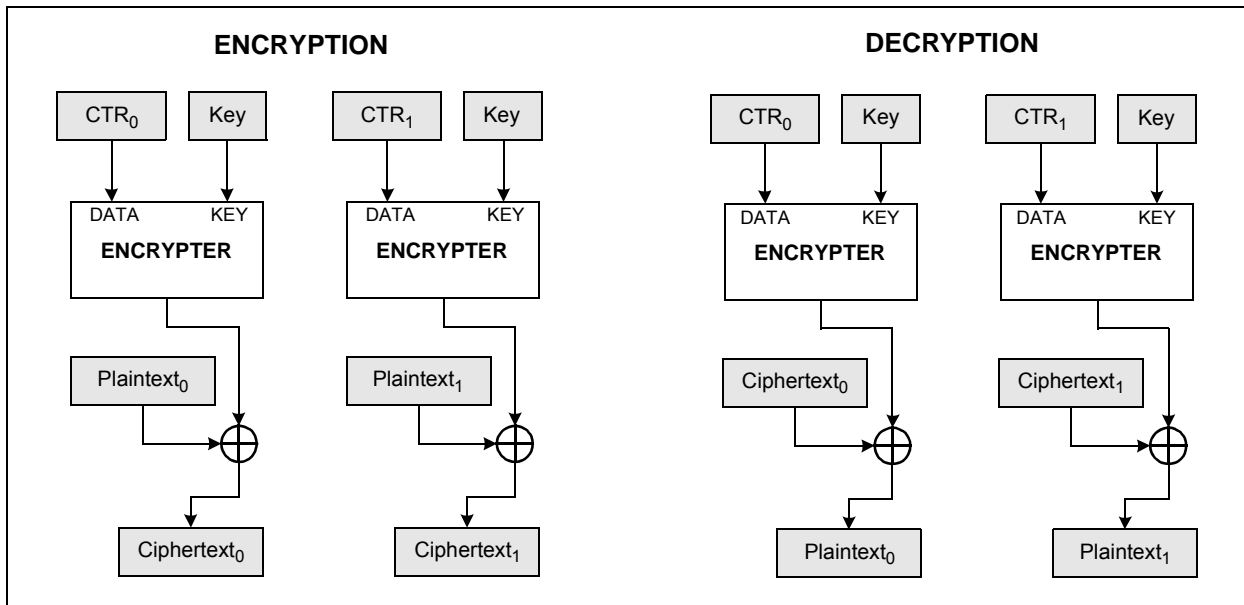 ENCRYPTION
DECRYPTION
CTR0 Key CTR1 Key
CTR0 Key CTR1 Key
DATA KEY DATA KEY
DATA KEY DATA KEY
ENCRYPTER ENCRYPTER
ENCRYPTER ENCRYPTER
Plaintext0 Plaintext1
Ciphertext0 Ciphertext1
Ciphertext0 Ciphertext1
Plaintext0 Plaintext1